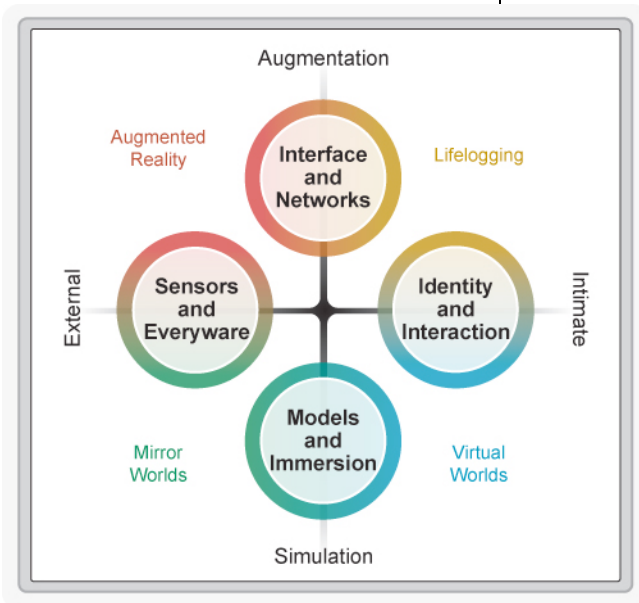 Augmentation
Augmented
Reality
Interface
and
Networks
Lifelogging
External
Sensors
and
Everyware
Identity
and
Interaction
Intimate
Models
and
Immersion
Mirror
Worlds
Virtual
Worlds
Simulation